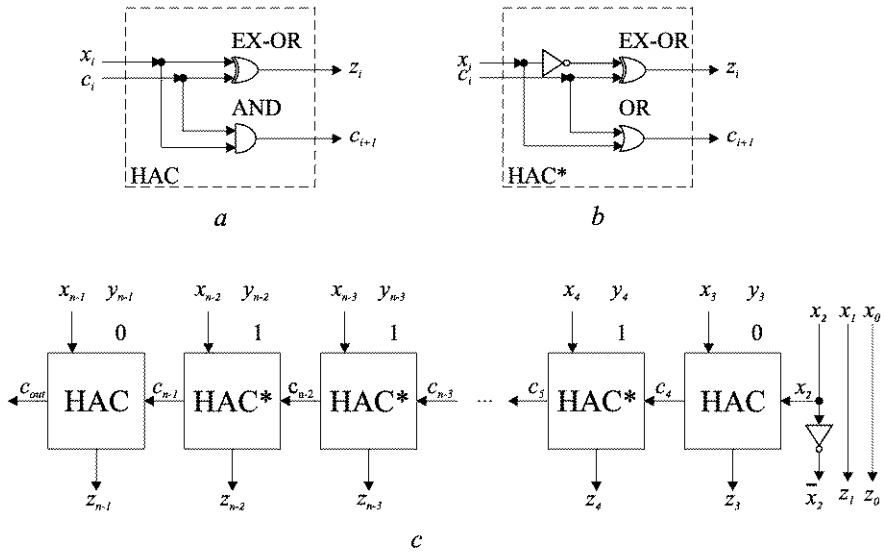 EX-OR EX-OR
x_i x_i
c_i z_i c_i z_i
AND OR
c_{i+1} c_{i+1}
HAC HAC*
a b
x_{n-1} y_{n-1} x_{n-2} y_{n-2} x_{n-3} y_{n-3} x_4 y_4 x_3 y_3 x_2 x_1 x_0
0 1 1 1 0
c_{out} HAC c_{n-1} HAC* c_{n-2} HAC* c_{n-3} ... c_5 HAC* c_4 HAC x_2
z_{n-1} z_{n-2} z_{n-3} z_4 z_3 x̄_2 z_1 z_0
c